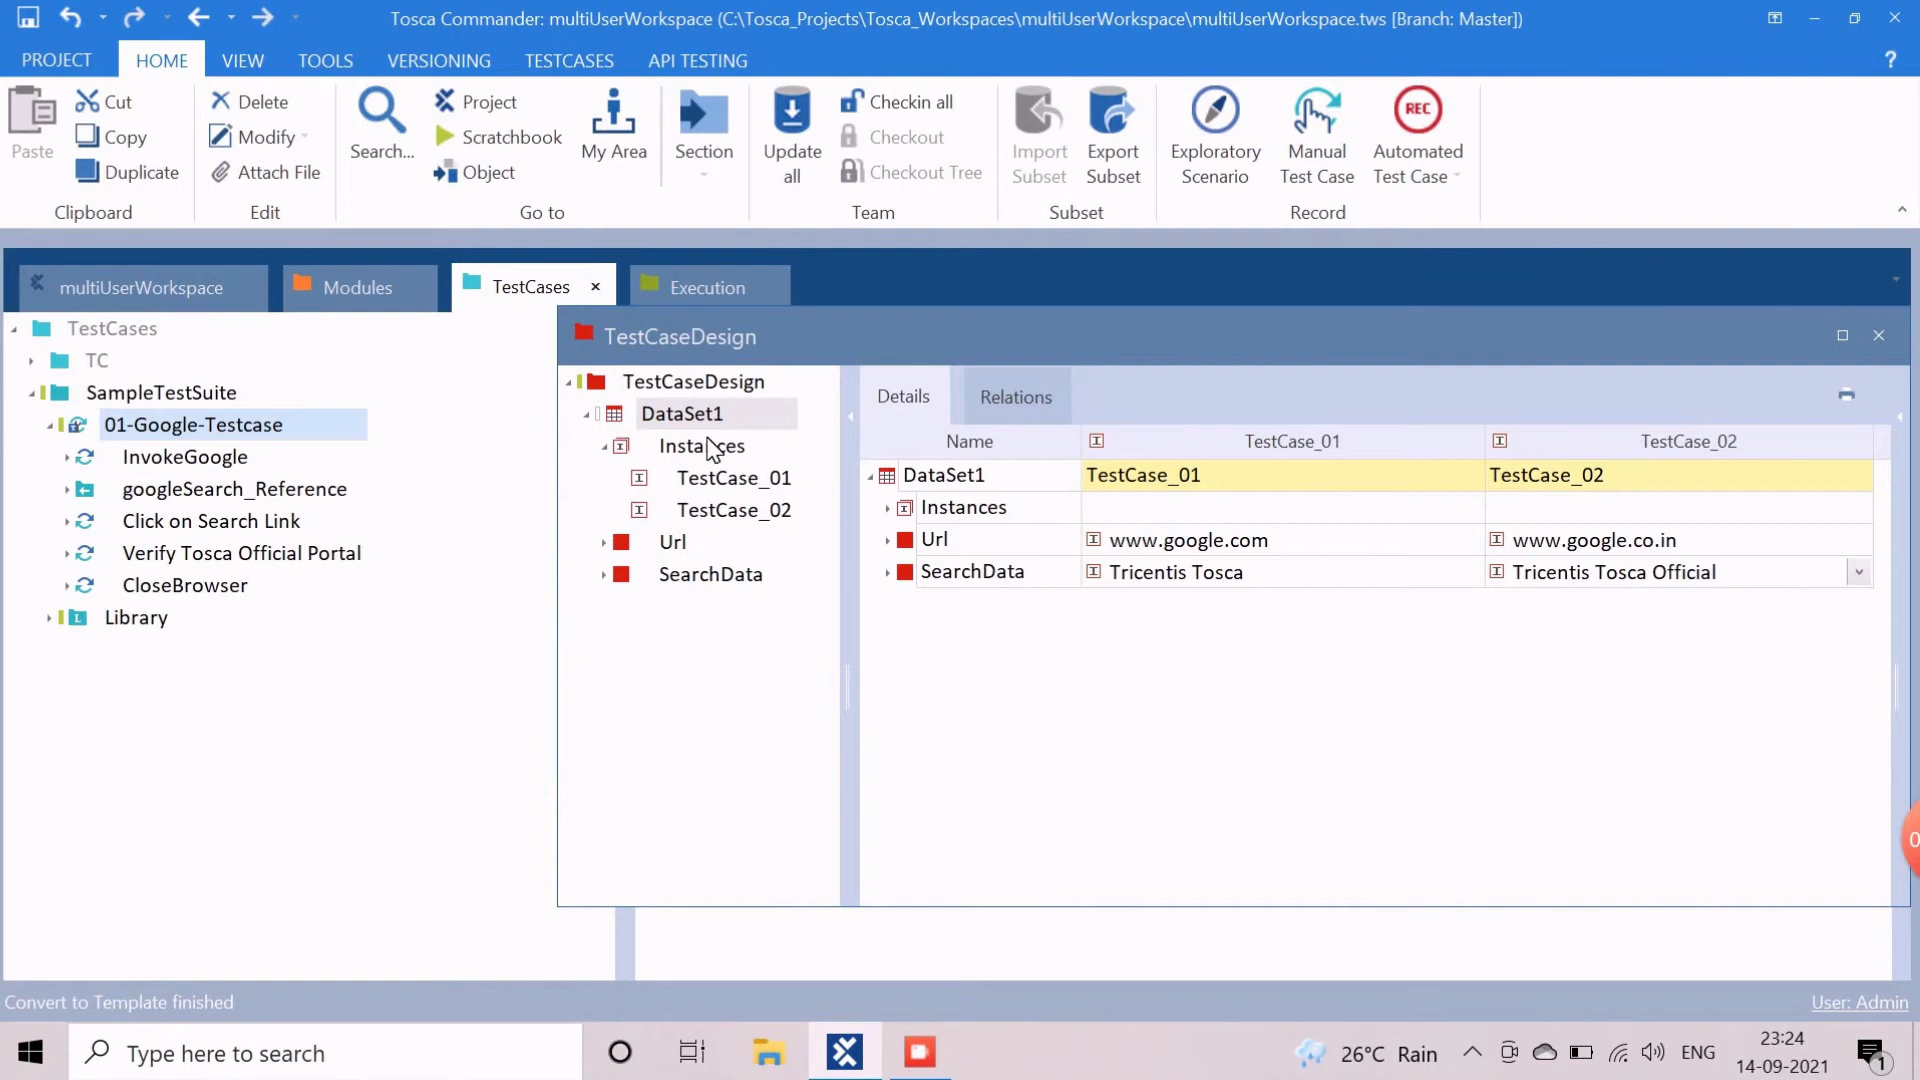 Tosca Commander: multiUserWorkspace (C:\Tosca_Projects\Tosca_Workspaces\multiUserWorkspace\multiUserWorkspace.tws [Branch: Master])
PROJECT HOME VIEW TOOLS VERSIONING TESTCASES API TESTING ?
Paste
Cut
Copy
Duplicate
Clipboard
Delete
Modify
Attach File
Edit
Search...
Project
Scratchbook
Object
My Area
Section
Go to
Update all
Checkin all
Checkout
Checkout Tree
Team
Import Subset
Export Subset
Subset
Exploratory Scenario
Manual Test Case
REC
Automated Test Case
Record
multiUserWorkspace Modules TestCases × Execution
TestCases
TC
SampleTestSuite
01-Google-Testcase
InvokeGoogle
googleSearch_Reference
Click on Search Link
Verify Tosca Official Portal
CloseBrowser
L Library
TestCaseDesign
TestCaseDesign
DataSet1
Instances
TestCase_01
TestCase_02
Url
SearchData
Details Relations
Name TestCase_01 TestCase_02
DataSet1 TestCase_01 TestCase_02
Instances
Url www.google.com www.google.co.in
SearchData Tricentis Tosca Tricentis Tosca Official
0
Convert to Template finished User: Admin
Type here to search
26°C Rain
ENG
23:24
14-09-2021
1